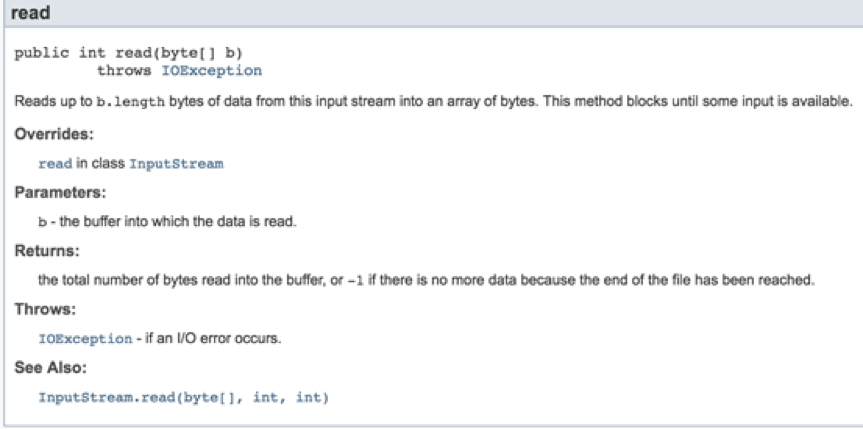 read
public int read(byte[] b)
throws IOException
Reads up to b.length bytes of data from this input stream into an array of bytes. This method blocks until some input is available.
Overrides:
read in class InputStream
Parameters:
b - the buffer into which the data is read.
Returns:
the total number of bytes read into the buffer, or -1 if there is no more data because the end of the file has been reached.
Throws:
IOException - if an I/O error occurs.
See Also:
InputStream.read(byte[], int, int)